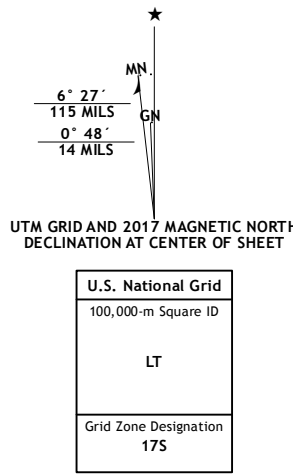 MN
6° 27´
115 MILS
GN
0° 48´
14 MILS
UTM GRID AND 2017 MAGNETIC NORTH
DECLINATION AT CENTER OF SHEET
U.S. National Grid
100,000-m Square ID
LT
Grid Zone Designation
17S